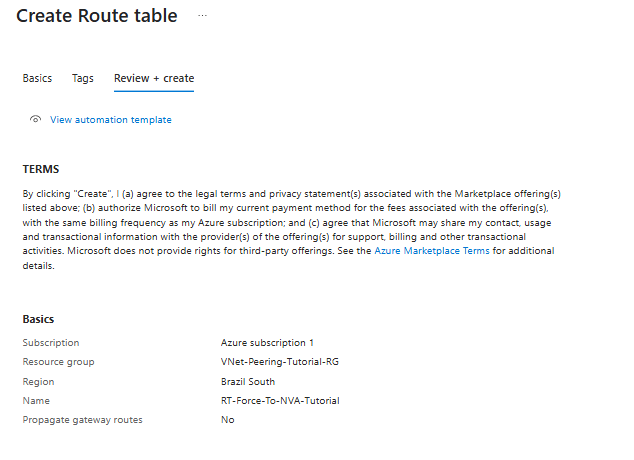 Create Route table ...
Basics Tags Review + create
View automation template
TERMS
By clicking "Create", I (a) agree to the legal terms and privacy statement(s) associated with the Marketplace offering(s)
listed above; (b) authorize Microsoft to bill my current payment method for the fees associated with the offering(s),
with the same billing frequency as my Azure subscription; and (c) agree that Microsoft may share my contact, usage
and transactional information with the provider(s) of the offering(s) for support, billing and other transactional
activities. Microsoft does not provide rights for third-party offerings. See the Azure Marketplace Terms for additional
details.
Basics
Subscription Azure subscription 1
Resource group VNet-Peering-Tutorial-RG
Region Brazil South
Name RT-Force-To-NVA-Tutorial
Propagate gateway routes No